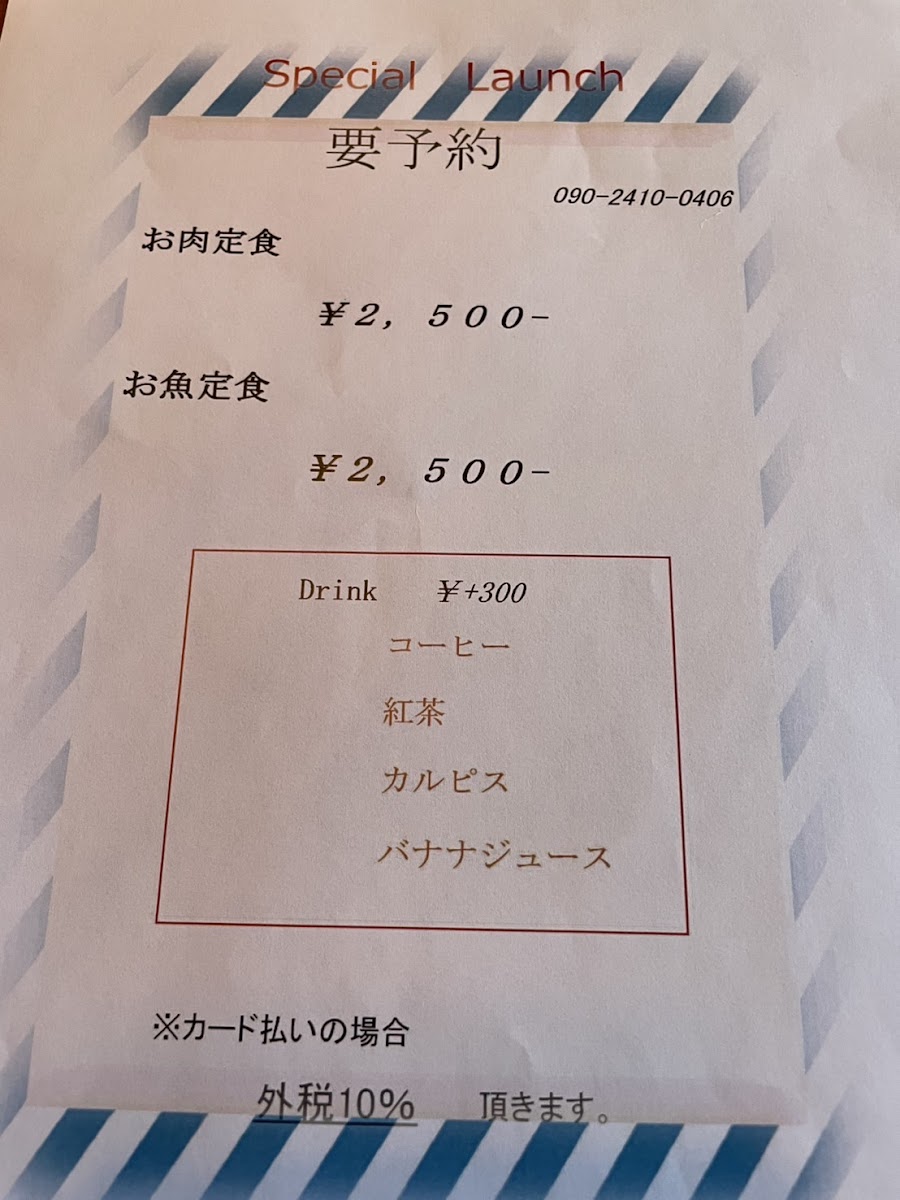 Special Launch
要予約
090-2410-0406
お肉定食
￥２，５００-
お魚定食
￥２，５００-
Drink ￥+300
コーヒー
紅茶
カルピス
バナナジュース
※カード払いの場合
外税10% 頂きます。